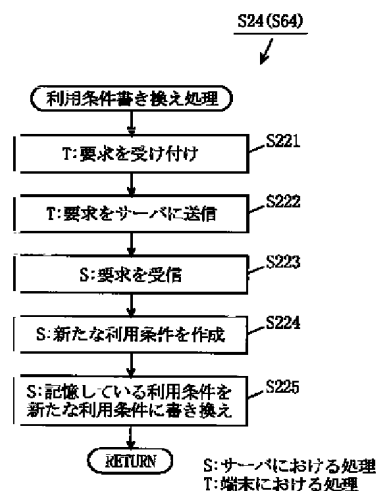 S24(S64)
利用条件書き換え処理
T:要求を受け付け
S221
T:要求をサーバに送信
S222
S:要求を受信
S223
S:新たな利用条件を作成
S224
S:記憶している利用条件を
新たな利用条件に書き換え
S225
RETURN
S:サーバにおける処理
T:端末における処理